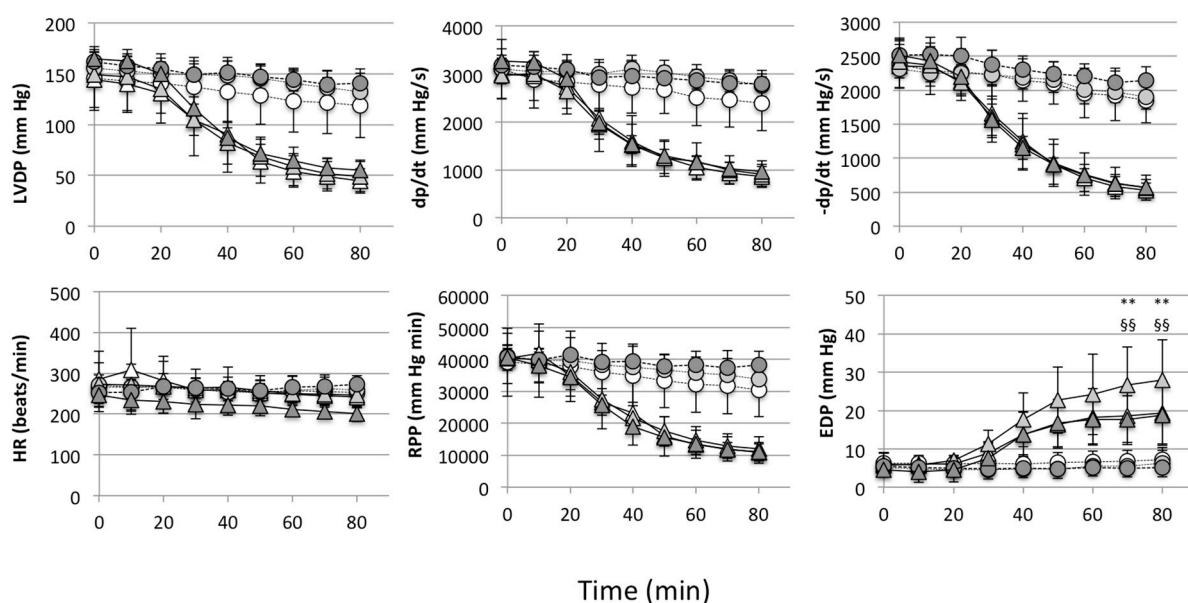 LVDP (mm Hg)
200
150
100
50
0
0 20 40 60 80
dp/dt (mm Hg/s)
4000
3000
2000
1000
0
0 20 40 60 80
-dp/dt (mm Hg/s)
3000
2500
2000
1500
1000
500
0
0 20 40 60 80
HR (beats/min)
500
400
300
200
100
0
0 20 40 60 80
RPP (mm Hg min)
60000
50000
40000
30000
20000
10000
0
0 20 40 60 80
EDP (mm Hg)
50
40
30
20
10
0
** **
§§ §§
0 20 40 60 80
Time (min)